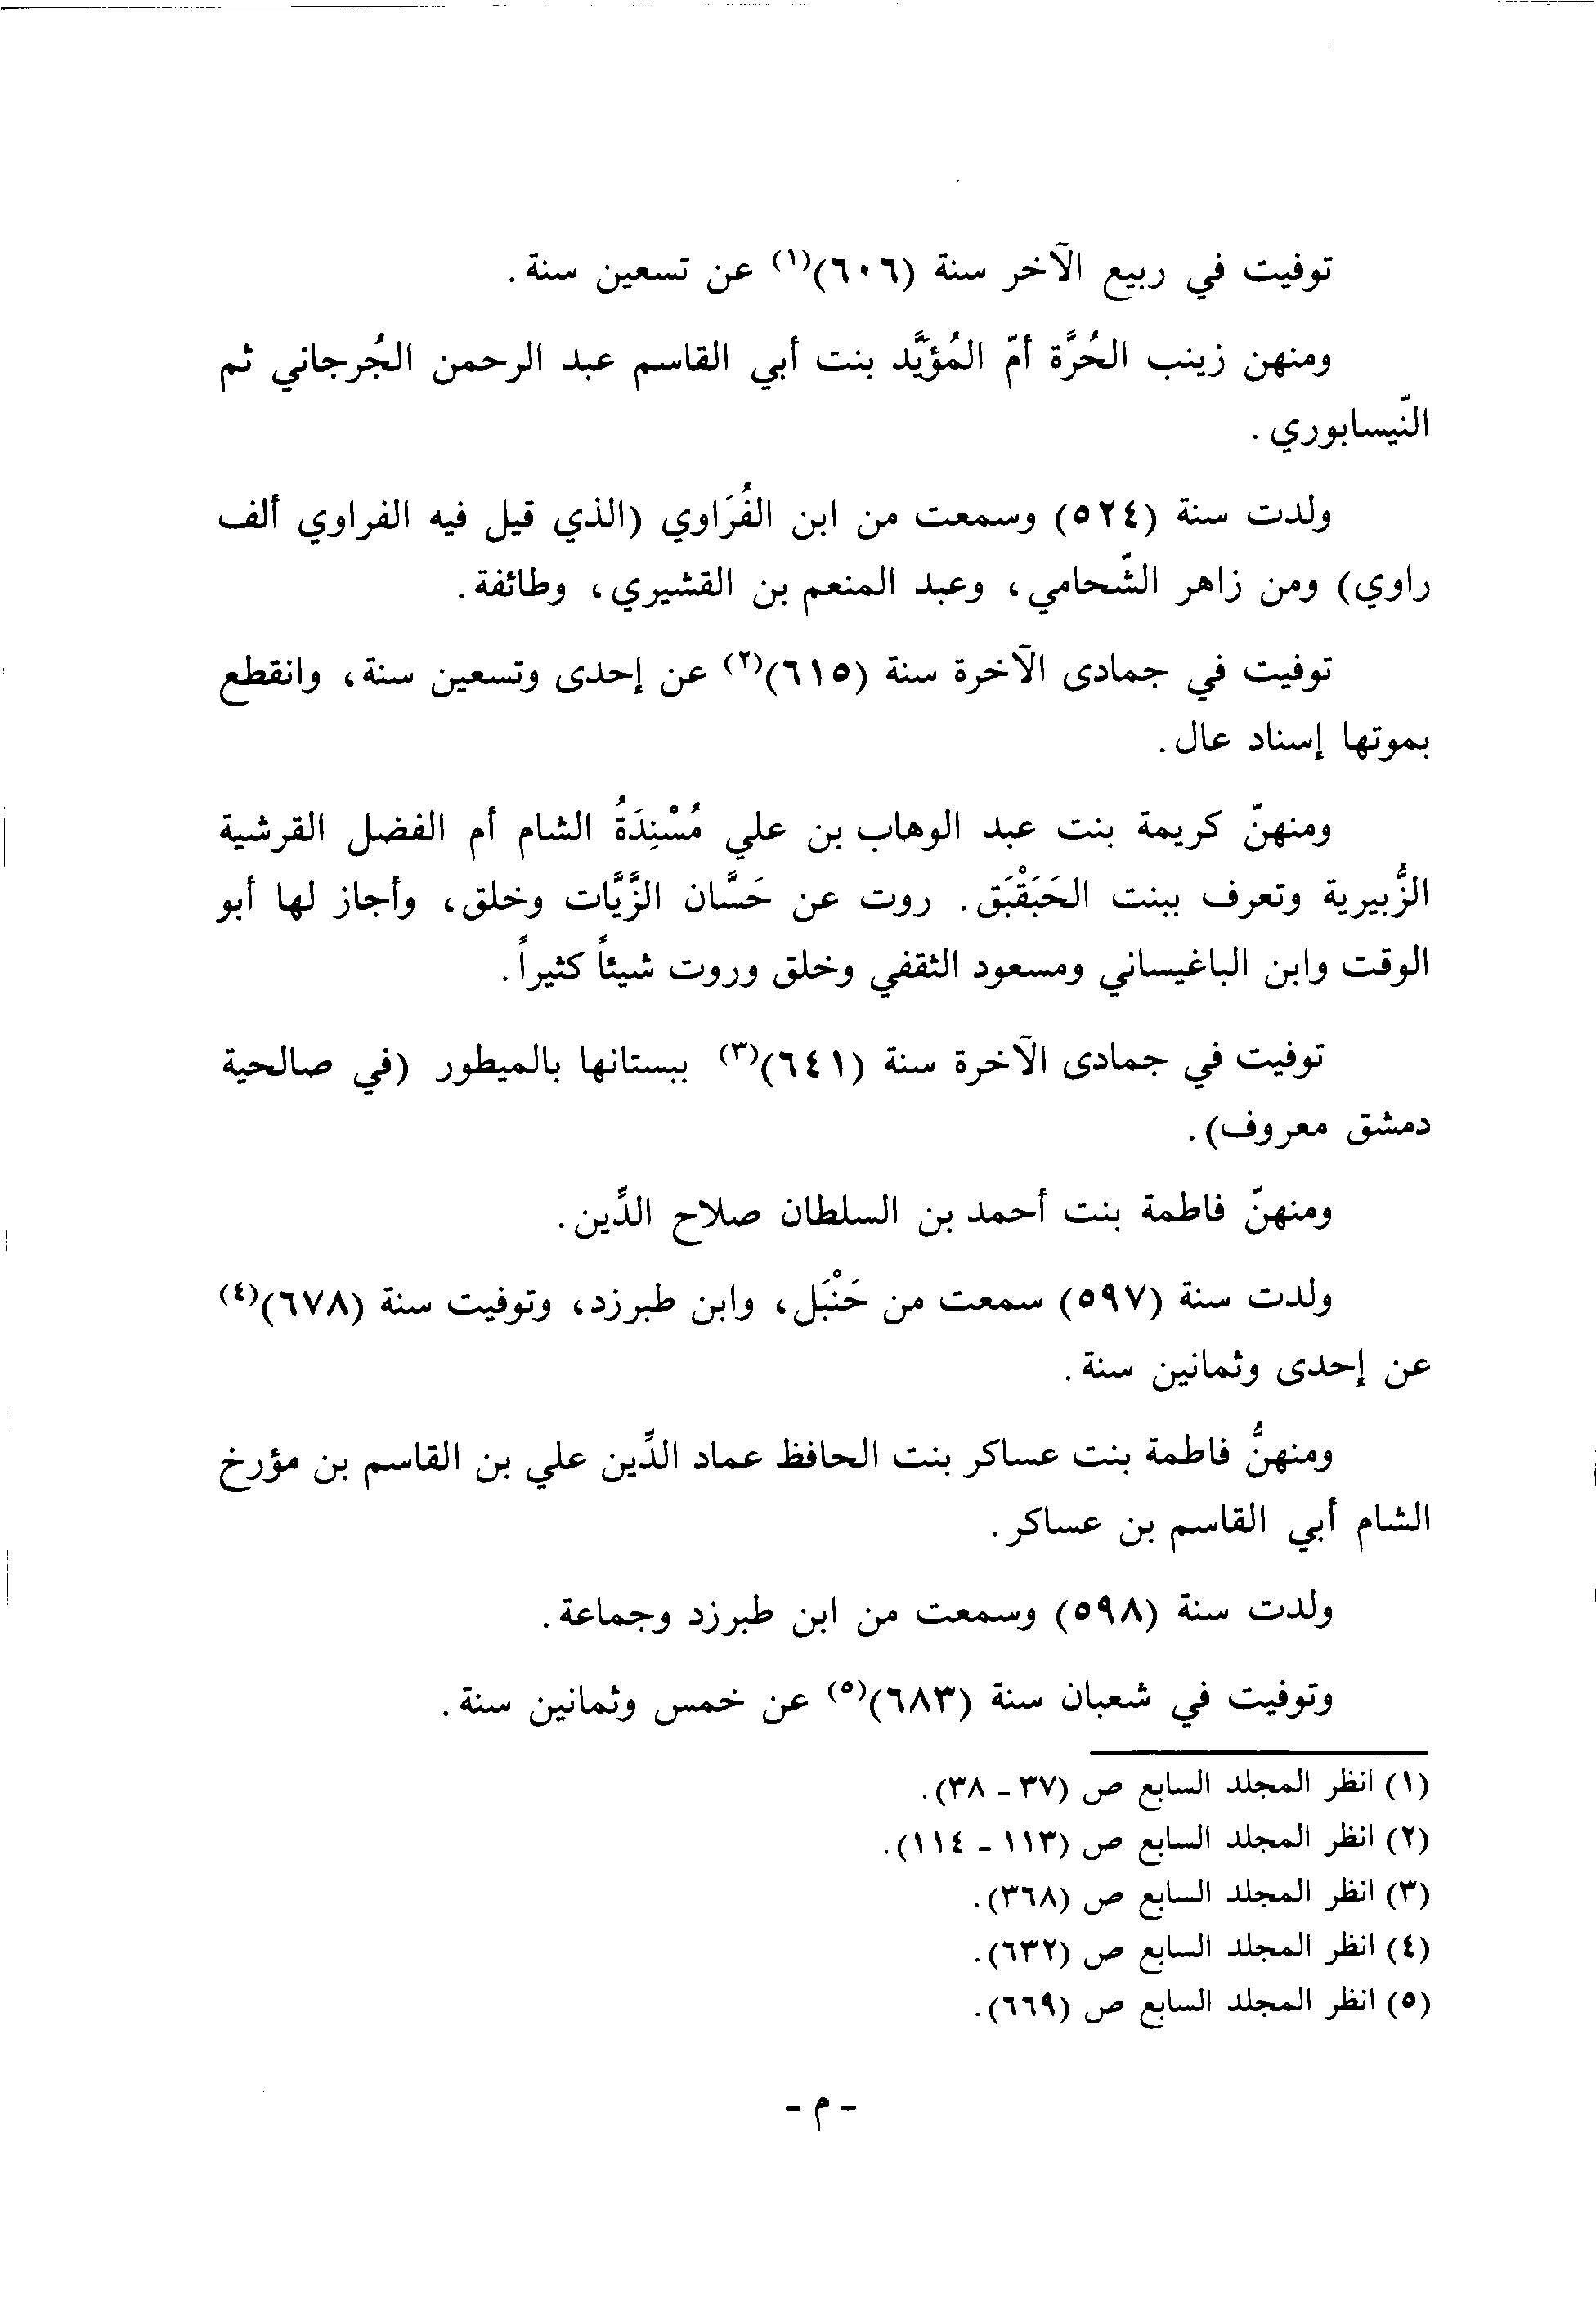 توفيت في ربيع الآخر سنة (٦٠٦)(١) عن تسعين سنة.
ومنهن زينب الحُرَّة أمّ المُؤيَّد بنت أبي القاسم عبد الرحمن الجُرجاني ثم
النّيسابوري.
ولدت سنة (٥٢٤) وسمعت من ابن الفُرَاوي (الذي قيل فيه الفراوي ألف
راوي) ومن زاهر الشّحامي، وعبد المنعم بن القشيري، وطائفة.
توفيت في جمادى الآخرة سنة (٦١٥)(٢) عن إحدى وتسعين سنة، وانقطع
بموتها إسناد عال.
ومنهنّ كريمة بنت عبد الوهاب بن علي مُسْنِدَةُ الشام أم الفضل القرشية
الزُّبيرية وتعرف ببنت الحَبَقْبَق. روت عن حَسَّان الزَّيَّات وخلق، وأجاز لها أبو
الوقت وابن الباغيساني ومسعود الثقفي وخلق وروت شيئاً كثيراً.
توفيت في جمادى الآخرة سنة (٦٤١)(٣) ببستانها بالميطور (في صالحية
دمشق معروف).
ومنهنّ فاطمة بنت أحمد بن السلطان صلاح الدِّين.
ولدت سنة (٥٩٧) سمعت من حَنْبَل، وابن طبرزد، وتوفيت سنة (٦٧٨)(٤)
عن إحدى وثمانين سنة.
ومنهنُّ فاطمة بنت عساكر بنت الحافظ عماد الدِّين علي بن القاسم بن مؤرخ
الشام أبي القاسم بن عساكر.
ولدت سنة (٥٩٨) وسمعت من ابن طبرزد وجماعة.
وتوفيت في شعبان سنة (٦٨٣)(٥) عن خمس وثمانين سنة.
(١) انظر المجلد السابع ص (٣٧ - ٣٨).
(٢) انظر المجلد السابع ص (١١٣ - ١١٤).
(٣) انظر المجلد السابع ص (٣٦٨).
(٤) انظر المجلد السابع ص (٦٣٢).
(٥) انظر المجلد السابع ص (٦٦٩).
- م -